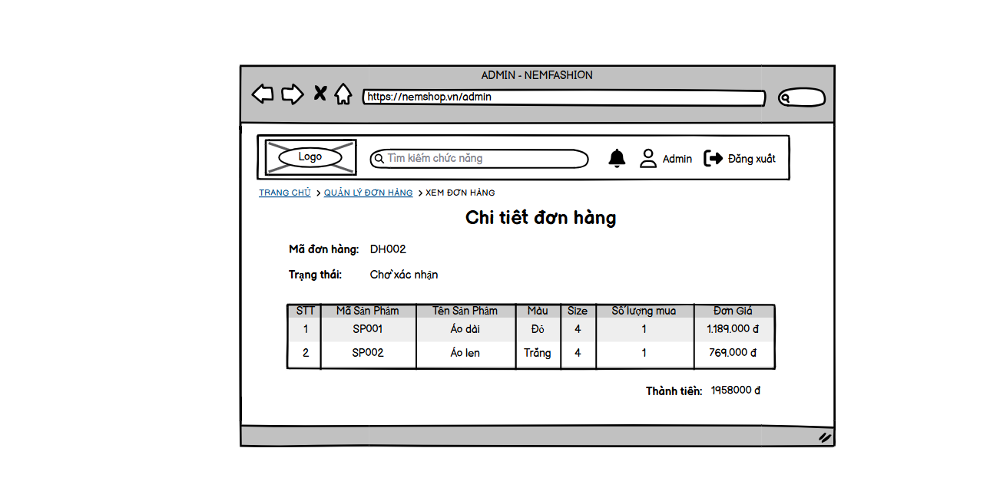 ADMIN - NEMFASHION
https://nemshop.vn/admin
Logo
Tìm kiếm chức năng
Admin
Đăng xuất
TRANG CHỦ > QUẢN LÝ ĐƠN HÀNG > XEM ĐƠN HÀNG
Chi tiết đơn hàng
Mã đơn hàng: DH002
Trạng thái: Chờ xác nhận
STT Mã Sản Phẩm Tên Sản Phẩm Màu Size Số lượng mua Đơn Giá
1 SP001 Áo dài Đỏ 4 1 1.189.000 đ
2 SP002 Áo len Trắng 4 1 769.000 đ
Thành tiền: 1958000 đ